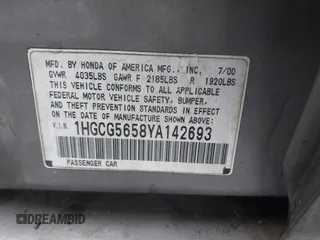 MFD. BY HONDA OF AMERICA MFG., INC. 7/00
GVWR 4035LBS GAWR F 2185LBS R 1920LBS
THIS VEHICLE CONFORMS TO ALL APPLICABLE
FEDERAL MOTOR VEHICLE SAFETY, BUMPER,
AND THEFT PREVENTION STANDARDS IN EFFECT
ON THE DATE OF MANUFACTURE SHOWN ABOVE.
V.I.N. 1HGCG5658YA142693
PASSENGER CAR
DREAMBID